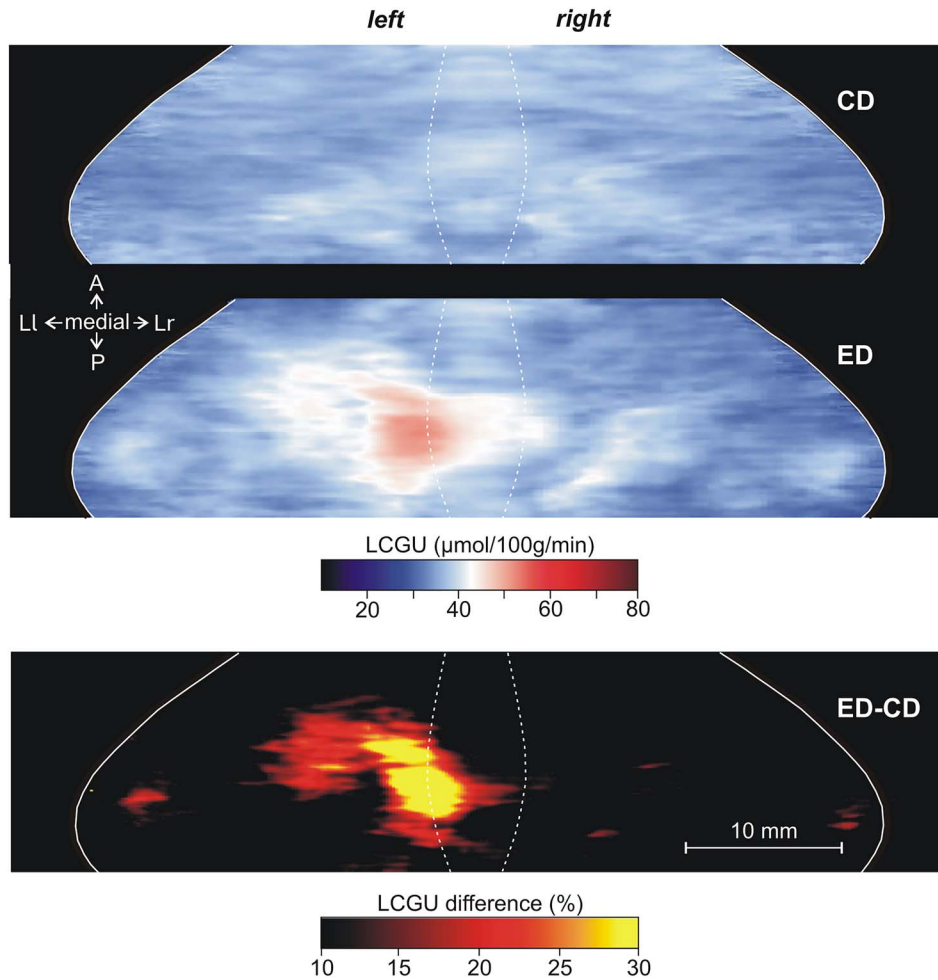 left right
CD
A
Ll ←medial→ Lr
P
ED
LCGU (µmol/100g/min)
20 40 60 80
ED-CD
10 mm
LCGU difference (%)
10 15 20 25 30